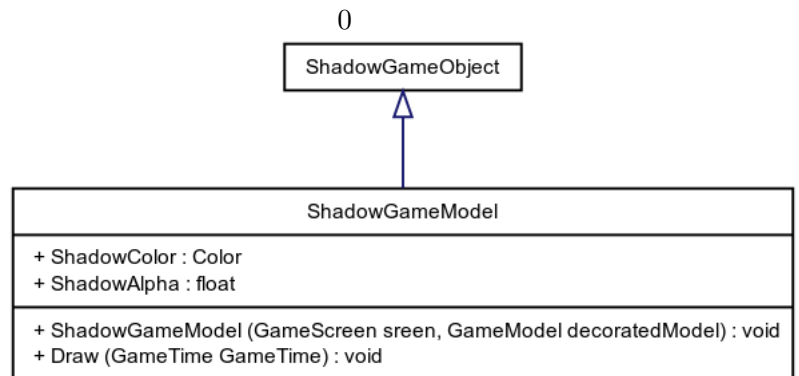 0
ShadowGameObject
ShadowGameModel
+ ShadowColor : Color
+ ShadowAlpha : float
+ ShadowGameModel (GameScreen sreen, GameModel decoratedModel) : void
+ Draw (GameTime GameTime) : void